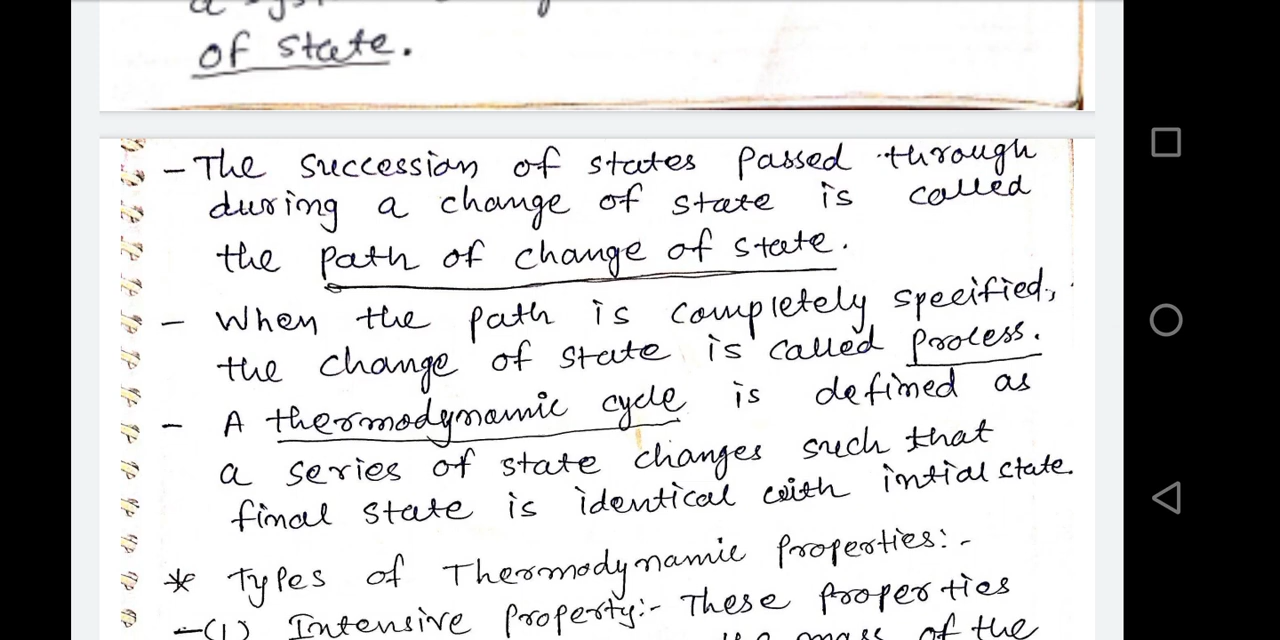 of state.
- The succession of states passed through
during a change of state is called
the path of change of state.
- When the path is completely specified,
the change of state is called process.
- A thermodynamic cycle is defined as
a series of state changes such that
final state is identical with intial state.
* Types of Thermodynamic properties:-
-(1) Intensive property:- These properties
mass of the